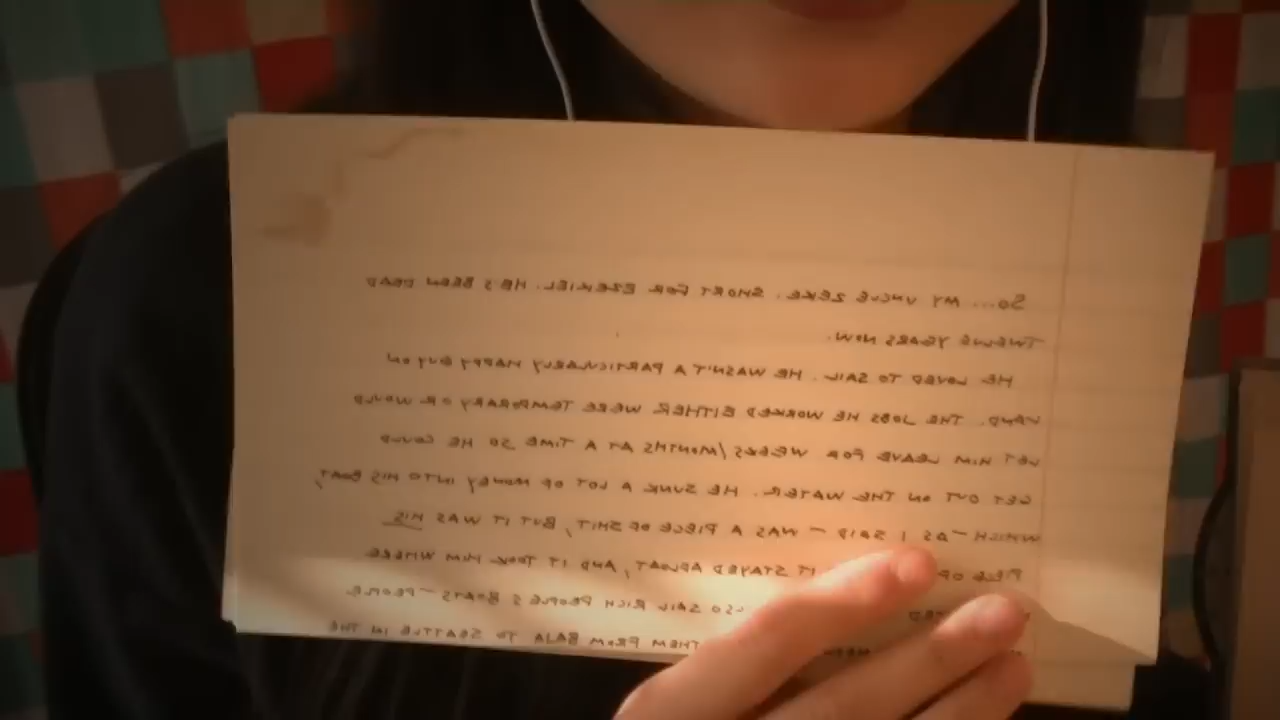 So... MY UNCLE ZEKE. SHORT FOR EZEKIEL. HE'S BEEN DEAD
TWELVE YEARS NOW.
HE LOVED TO SAIL. HE WASN'T A PARTICULARLY HAPPY GUY ON
LAND. THE JOBS HE WORKED EITHER WERE TEMPORARY OR WOULD
LET HIM LEAVE FOR WEEKS/MONTHS AT A TIME SO HE COULD
GET OUT ON THE WATER. HE SUNK A LOT OF MONEY INTO HIS BOAT,
WHICH – AS I SAID – WAS A PIECE OF SHIT, BUT IT WAS HIS
PIECE OF IT STAYED AFLOAT, AND IT TOOK HIM WHERE
SAIL RICH PEOPLE'S BOATS – PEOPLE
THEM FROM BAJA TO SEATTLE IN THE